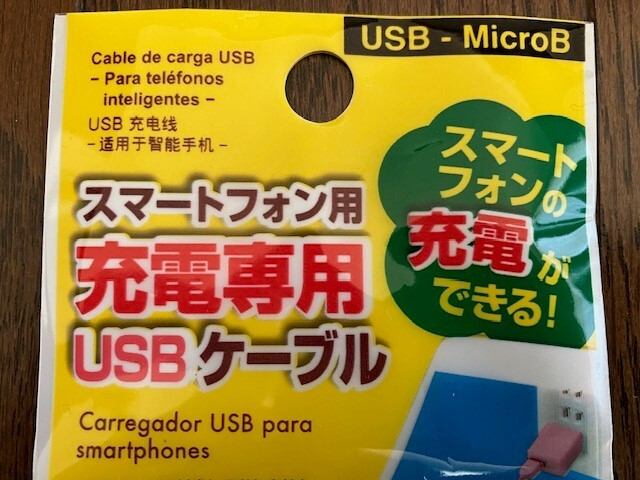 USB - MicroB
Cable de carga USB
- Para teléfonos
inteligentes -
USB 充电线
- 适用于智能手机 -
スマート
フォンの
充電が
できる!
スマートフォン用
充電専用
USBケーブル
Carregador USB para
smartphones